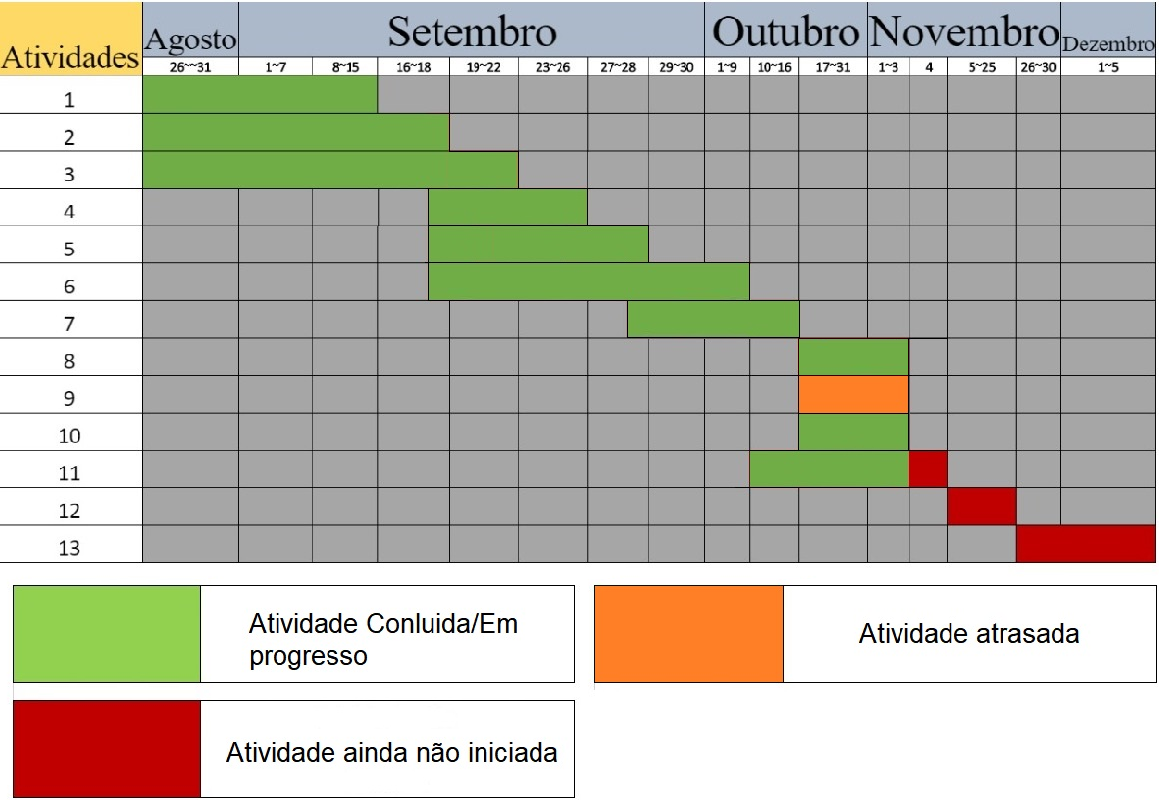 Atividades Agosto Setembro Outubro Novembro Dezembro
26~~31 1~7 8~15 16~18 19~22 23~26 27~28 29~30 1~9 10~16 17~31 1~3 4 5~25 26~30 1~5
1
2
3
4
5
6
7
8
9
10
11
12
13
Atividade Conluida/Em
progresso
Atividade atrasada
Atividade ainda não iniciada